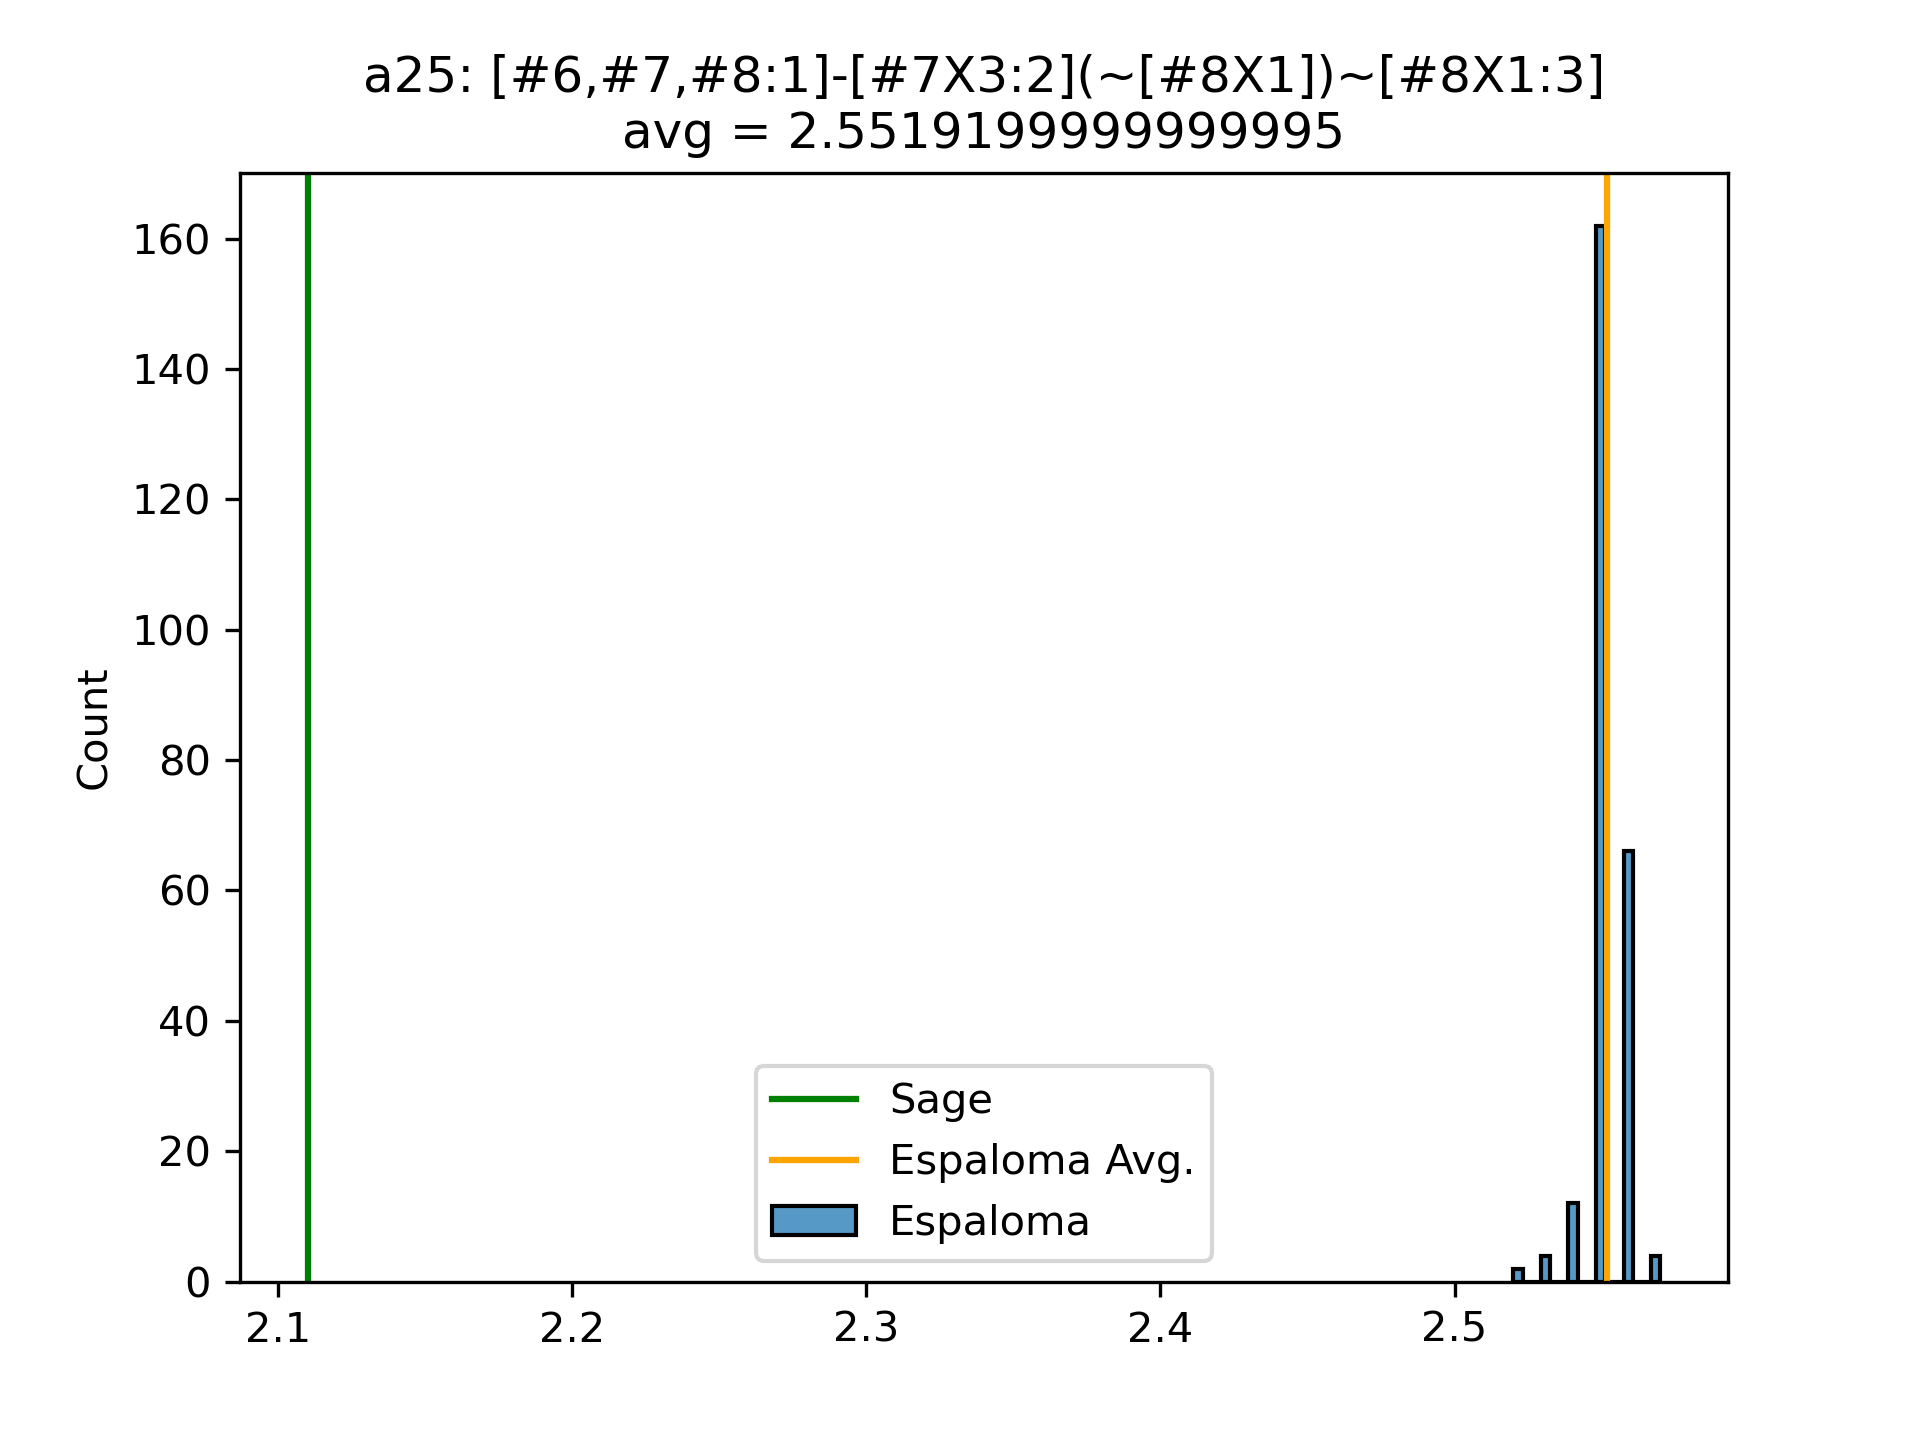 a25: [#6,#7,#8:1]-[#7X3:2](~[#8X1])~[#8X1:3]
avg = 2.5519199999999995
160
140
120
100
80
60
40
20
0
Count
Sage
Espaloma Avg.
Espaloma
2.1 2.2 2.3 2.4 2.5